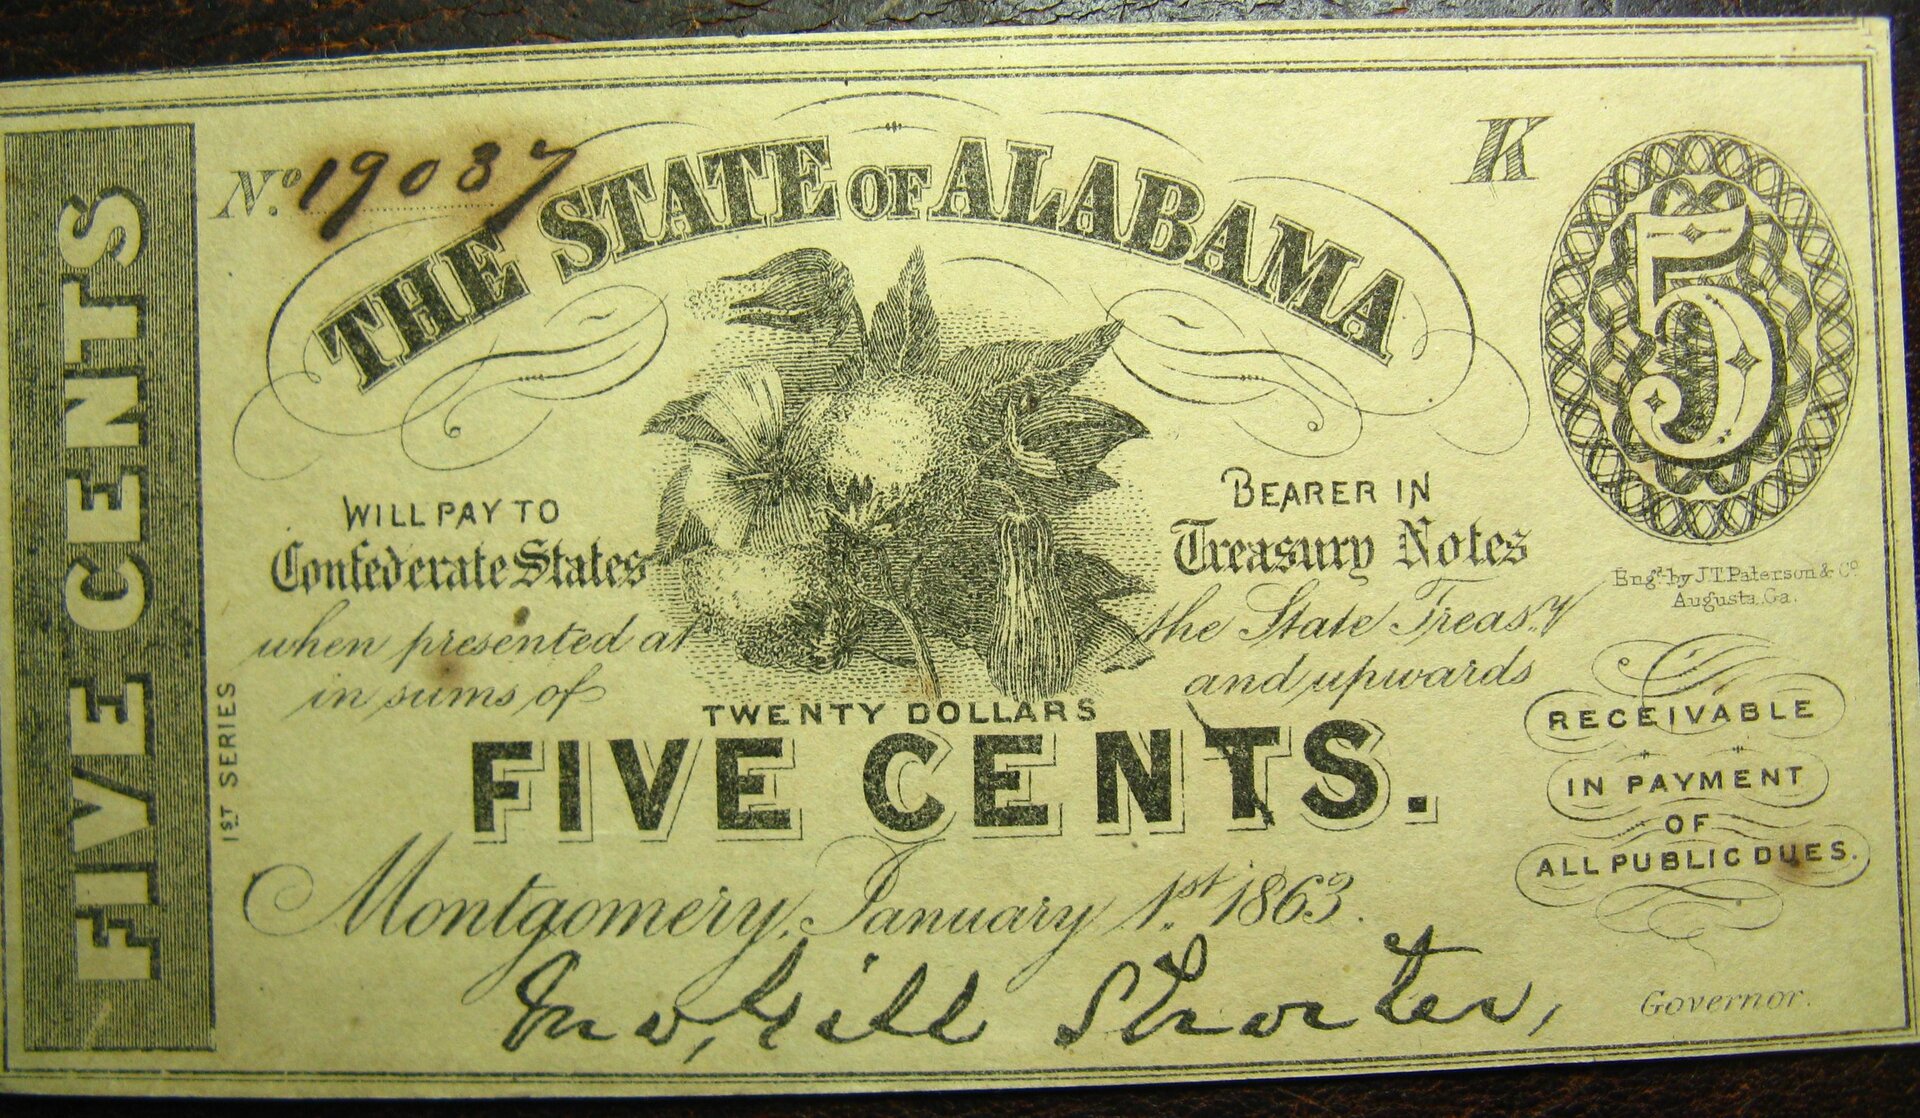 FIVE CENTS
No. 19037
K
THE STATE OF ALABAMA
5
WILL PAY TO BEARER IN
Confederate States Treasury Notes
when presented at the State Treas.y
in sums of and upwards
TWENTY DOLLARS
FIVE CENTS.
1ST SERIES
Montgomery, January 1st 1863.
Jno, Gill Shorter,
Governor.
Engd. by J.T. Paterson & Co
Augusta, Ga.
RECEIVABLE
IN PAYMENT
OF
ALL PUBLIC DUES.